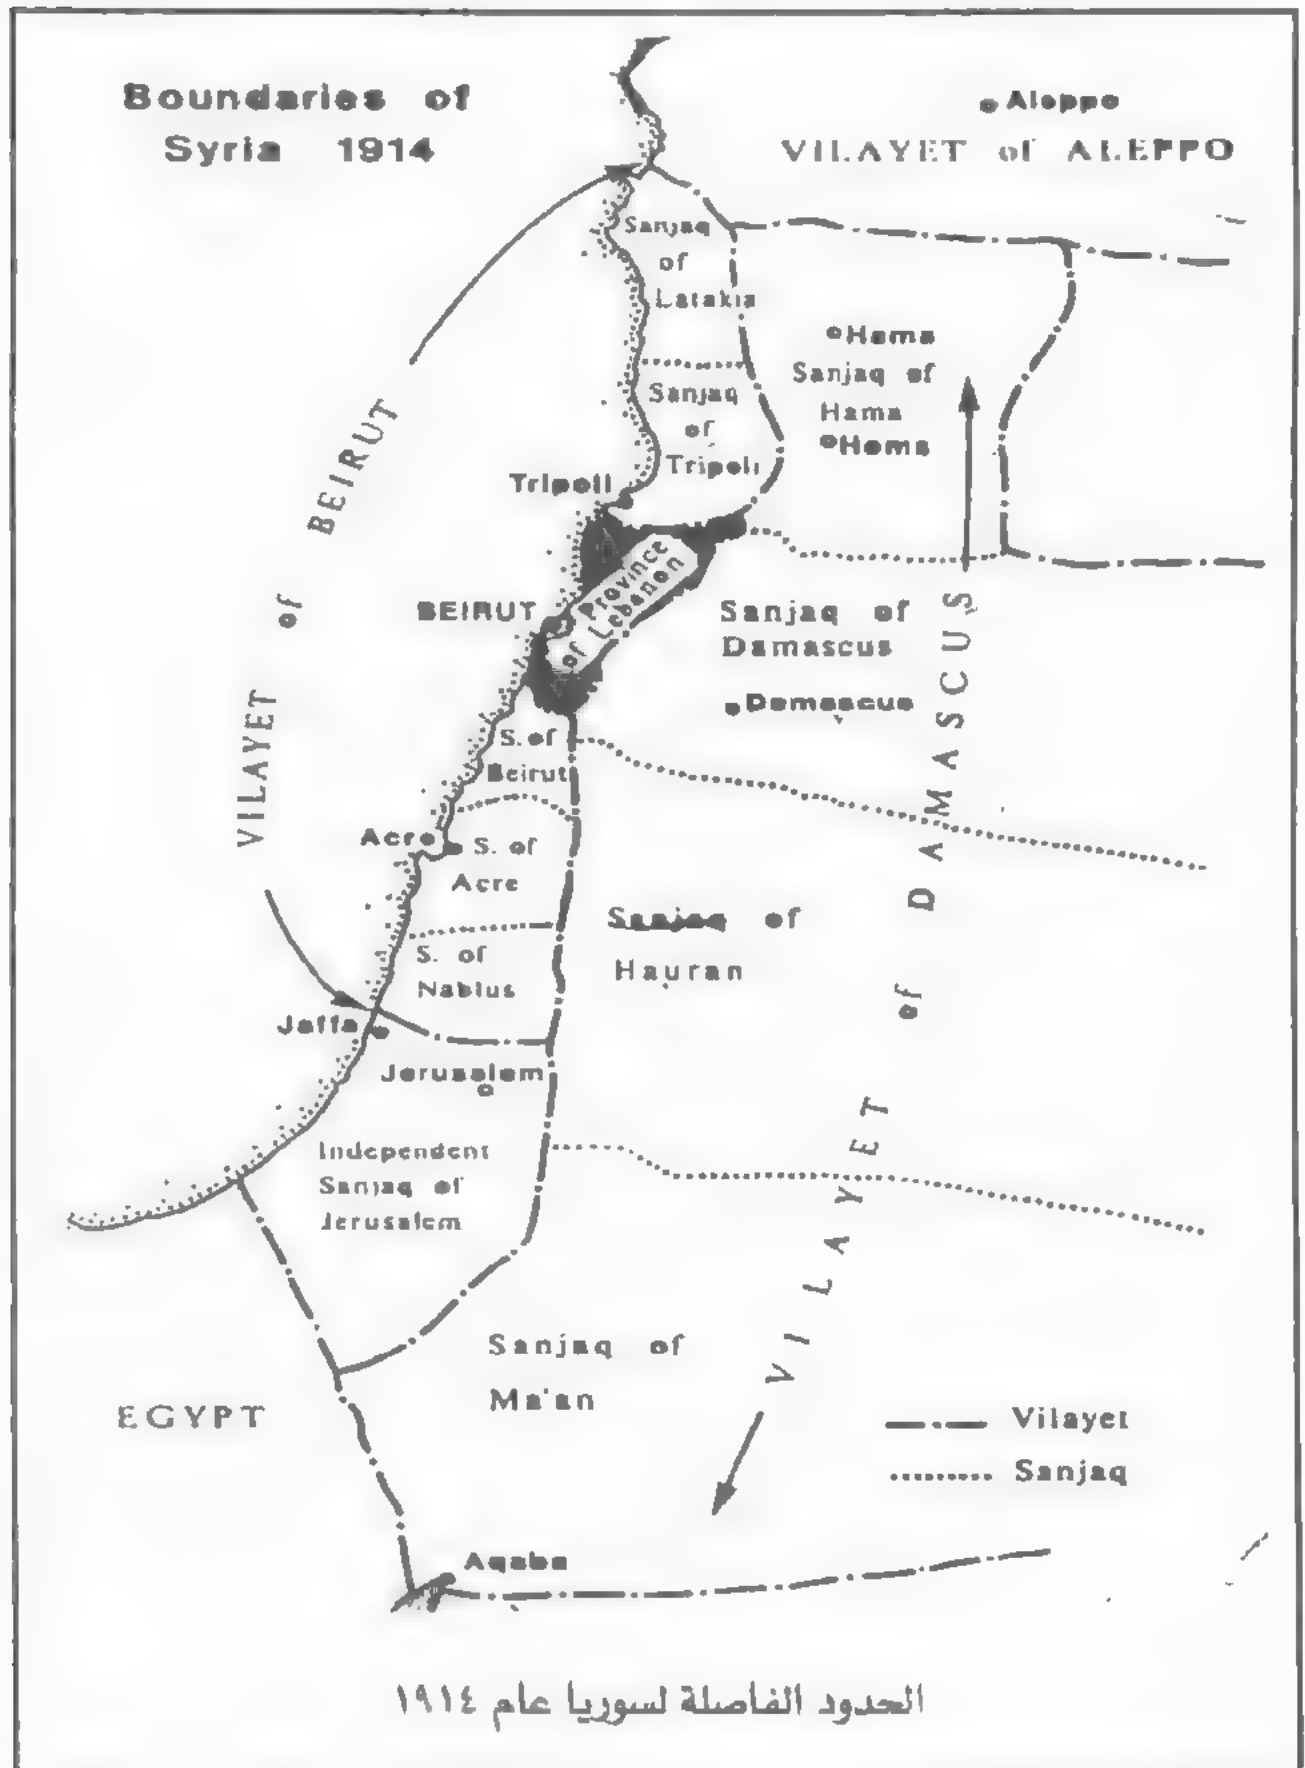 Boundaries of
Syria 1914
Aleppo
VILAYET of ALEPPO
Sanjaq
of
Latakia
Hama
Sanjaq of
Hama
Homs
Sanjaq
of
Tripoli
Tripoli
VILAYET of BEIRUT
Province
of Lebanon
BEIRUT
Sanjaq of
Damascus
Damascus
S. of
Beirut
Acre
S. of
Acre
Sanjaq of
Hauran
S. of
Nablus
Jaffa
Jerusalem
VILAYET of DAMASCUS
Independent
Sanjaq of
Jerusalem
Sanjaq of
Ma'an
EGYPT
Vilayet
Sanjaq
Aqaba
الحدود الفاصلة لسوريا عام ١٩١٤